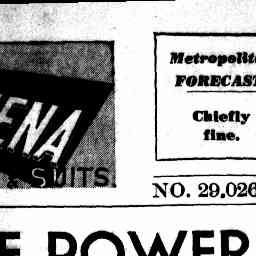 ENA
& SUITS
Metropolit
FORECAST
Chiefly
fine.
NO. 29,026
E POWER